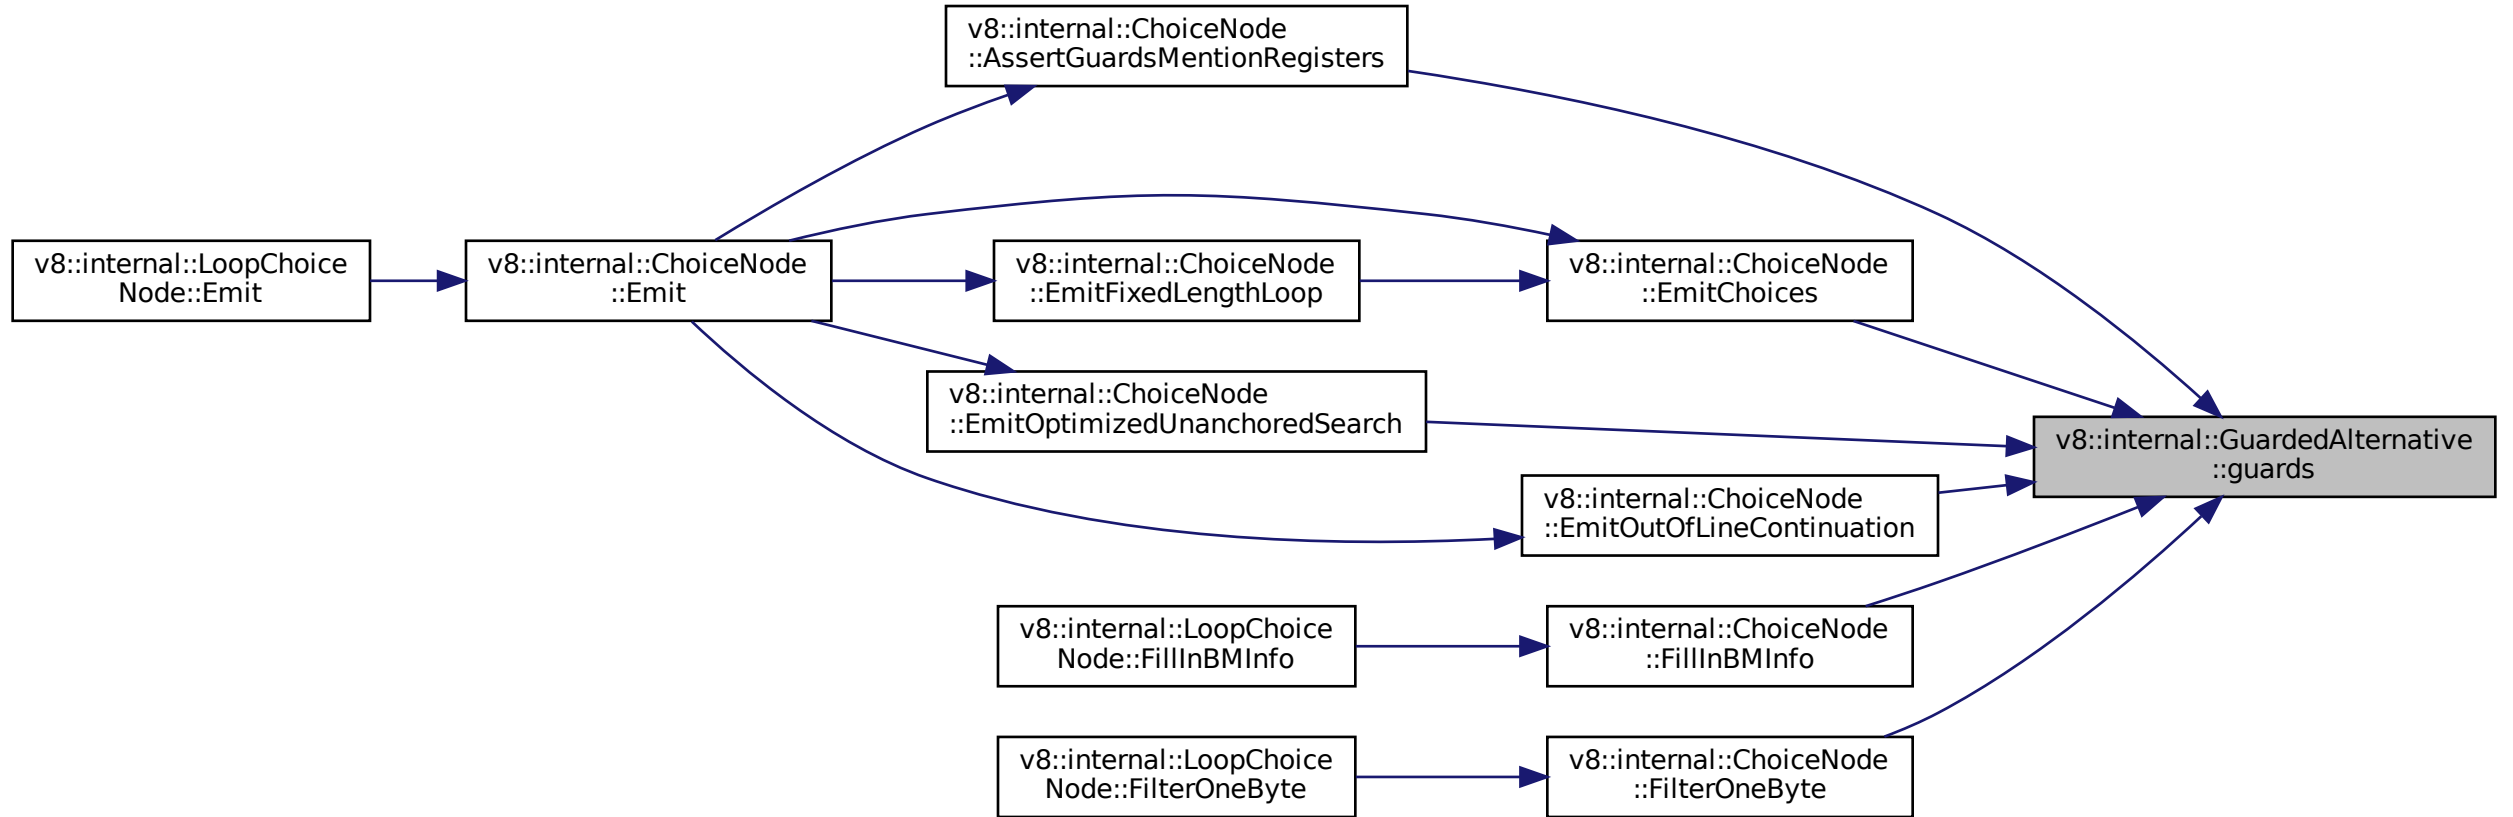 v8::internal::ChoiceNode
::AssertGuardsMentionRegisters
v8::internal::LoopChoice
Node::Emit
v8::internal::ChoiceNode
::Emit
v8::internal::ChoiceNode
::EmitFixedLengthLoop
v8::internal::ChoiceNode
::EmitChoices
v8::internal::ChoiceNode
::EmitOptimizedUnanchoredSearch
v8::internal::GuardedAlternative
::guards
v8::internal::ChoiceNode
::EmitOutOfLineContinuation
v8::internal::LoopChoice
Node::FillInBMInfo
v8::internal::ChoiceNode
::FillInBMInfo
v8::internal::LoopChoice
Node::FilterOneByte
v8::internal::ChoiceNode
::FilterOneByte